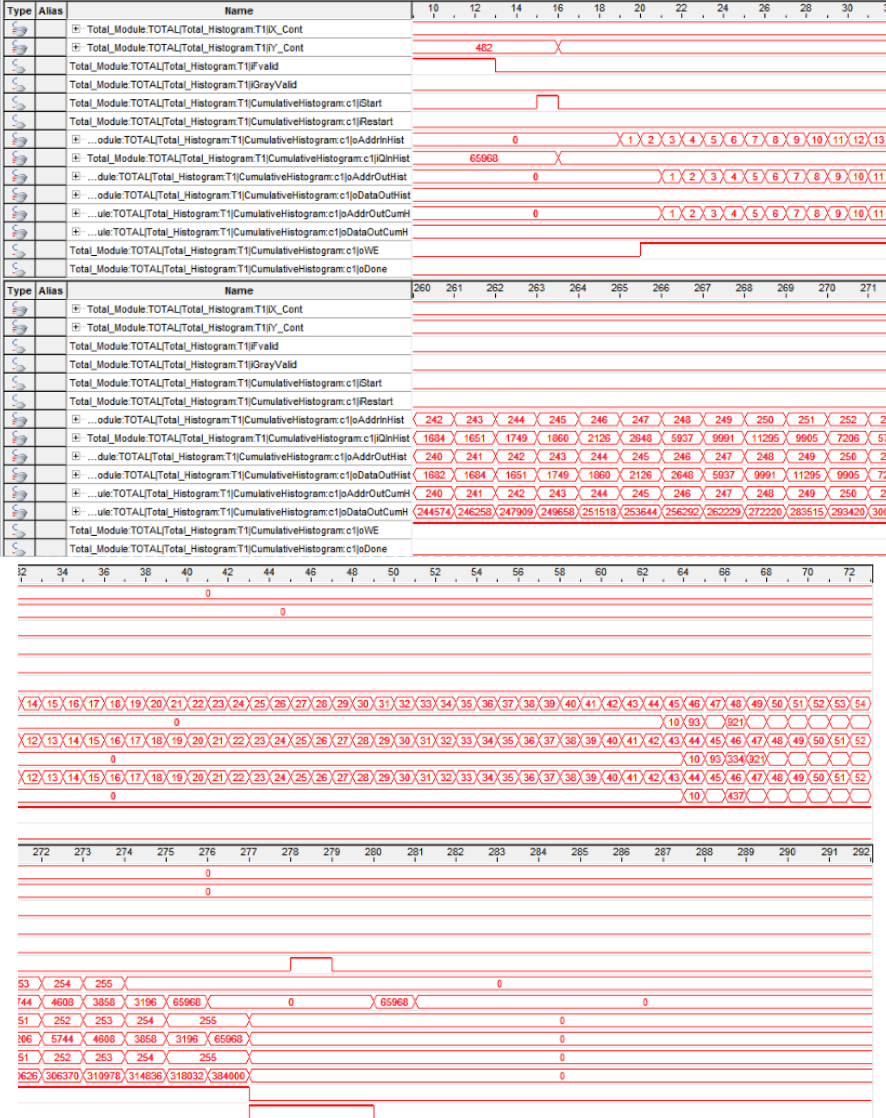 Type Alias Name 10 12 14 16 18 20 22 24 26 28 30 3
Total_Module:TOTAL|Total_Histogram:T1|iX_Cont
Total_Module:TOTAL|Total_Histogram:T1|iY_Cont 482
Total_Module:TOTAL|Total_Histogram:T1|iFvalid
Total_Module:TOTAL|Total_Histogram:T1|iGrayValid
Total_Module:TOTAL|Total_Histogram:T1|CumulativeHistogram:c1|iStart
Total_Module:TOTAL|Total_Histogram:T1|CumulativeHistogram:c1|iRestart
...odule:TOTAL|Total_Histogram:T1|CumulativeHistogram:c1|oAddrInHist 0 1 2 3 4 5 6 7 8 9 10 11 12 13
Total_Module:TOTAL|Total_Histogram:T1|CumulativeHistogram:c1|iQInHist 65968
...dule:TOTAL|Total_Histogram:T1|CumulativeHistogram:c1|oAddrOutHist 0 1 2 3 4 5 6 7 8 9 10 11
...odule:TOTAL|Total_Histogram:T1|CumulativeHistogram:c1|oDataOutHist
...ule:TOTAL|Total_Histogram:T1|CumulativeHistogram:c1|oAddrOutCumH 0 1 2 3 4 5 6 7 8 9 10 11
...ule:TOTAL|Total_Histogram:T1|CumulativeHistogram:c1|oDataOutCumH
Total_Module:TOTAL|Total_Histogram:T1|CumulativeHistogram:c1|oWE
Total_Module:TOTAL|Total_Histogram:T1|CumulativeHistogram:c1|oDone
Type Alias Name 260 261 262 263 264 265 266 267 268 269 270 271
Total_Module:TOTAL|Total_Histogram:T1|iX_Cont
Total_Module:TOTAL|Total_Histogram:T1|iY_Cont
Total_Module:TOTAL|Total_Histogram:T1|iFvalid
Total_Module:TOTAL|Total_Histogram:T1|iGrayValid
Total_Module:TOTAL|Total_Histogram:T1|CumulativeHistogram:c1|iStart
Total_Module:TOTAL|Total_Histogram:T1|CumulativeHistogram:c1|iRestart
...odule:TOTAL|Total_Histogram:T1|CumulativeHistogram:c1|oAddrInHist 242 243 244 245 246 247 248 249 250 251 252 2
Total_Module:TOTAL|Total_Histogram:T1|CumulativeHistogram:c1|iQInHist 1684 1651 1749 1860 2126 2648 5937 9991 11295 9905 7206 57
...dule:TOTAL|Total_Histogram:T1|CumulativeHistogram:c1|oAddrOutHist 240 241 242 243 244 245 246 247 248 249 250 2
...odule:TOTAL|Total_Histogram:T1|CumulativeHistogram:c1|oDataOutHist 1682 1684 1651 1749 1860 2126 2648 5937 9991 11295 9905 72
...ule:TOTAL|Total_Histogram:T1|CumulativeHistogram:c1|oAddrOutCumH 240 241 242 243 244 245 246 247 248 249 250 2
...ule:TOTAL|Total_Histogram:T1|CumulativeHistogram:c1|oDataOutCumH 244574 246258 247909 249658 251518 253644 256292 262229 272220 283515 293420 300
Total_Module:TOTAL|Total_Histogram:T1|CumulativeHistogram:c1|oWE
Total_Module:TOTAL|Total_Histogram:T1|CumulativeHistogram:c1|oDone
32 34 36 38 40 42 44 46 48 50 52 54 56 58 60 62 64 66 68 70 72
0
0
14 15 16 17 18 19 20 21 22 23 24 25 26 27 28 29 30 31 32 33 34 35 36 37 38 39 40 41 42 43 44 45 46 47 48 49 50 51 52 53 54
0 10 93 921
12 13 14 15 16 17 18 19 20 21 22 23 24 25 26 27 28 29 30 31 32 33 34 35 36 37 38 39 40 41 42 43 44 45 46 47 48 49 50 51 52
0 10 93 334 921
12 13 14 15 16 17 18 19 20 21 22 23 24 25 26 27 28 29 30 31 32 33 34 35 36 37 38 39 40 41 42 43 44 45 46 47 48 49 50 51 52
0 10 437
272 273 274 275 276 277 278 279 280 281 282 283 284 285 286 287 288 289 290 291 292
0
0
53 254 255 0
744 4608 3858 3196 65968 0 65968 0
51 252 253 254 255 0
206 5744 4608 3858 3196 65968 0
51 252 253 254 255 0
0626 306370 310978 314836 318032 384000 0